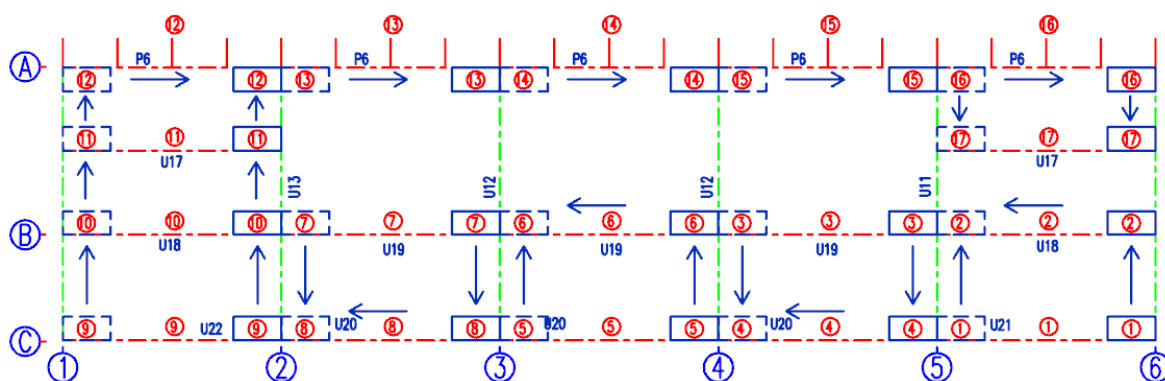 ⑫ ⑬ ⑭ ⑮ ⑯
P6 P6 P6 P6 P6
A ⑫ ⑫ ⑬ ⑬ ⑭ ⑭ ⑮ ⑮ ⑯ ⑯
⑪ ⑪ ⑪ ⑰ ⑰ ⑰
U17 U17
U13 U12 U12 U11
⑩ ⑩ ⑩ ⑦ ⑦ ⑦ ⑥ ⑥ ⑥ ③ ③ ③ ② ② ②
B
U18 U19 U19 U19 U18
⑨ ⑨ U22 ⑨ ⑧ U20 ⑧ ⑧ ⑤ U20 ⑤ ⑤ ④ U20 ④ ④ ① U21 ① ①
C
① ② ③ ④ ⑤ ⑥